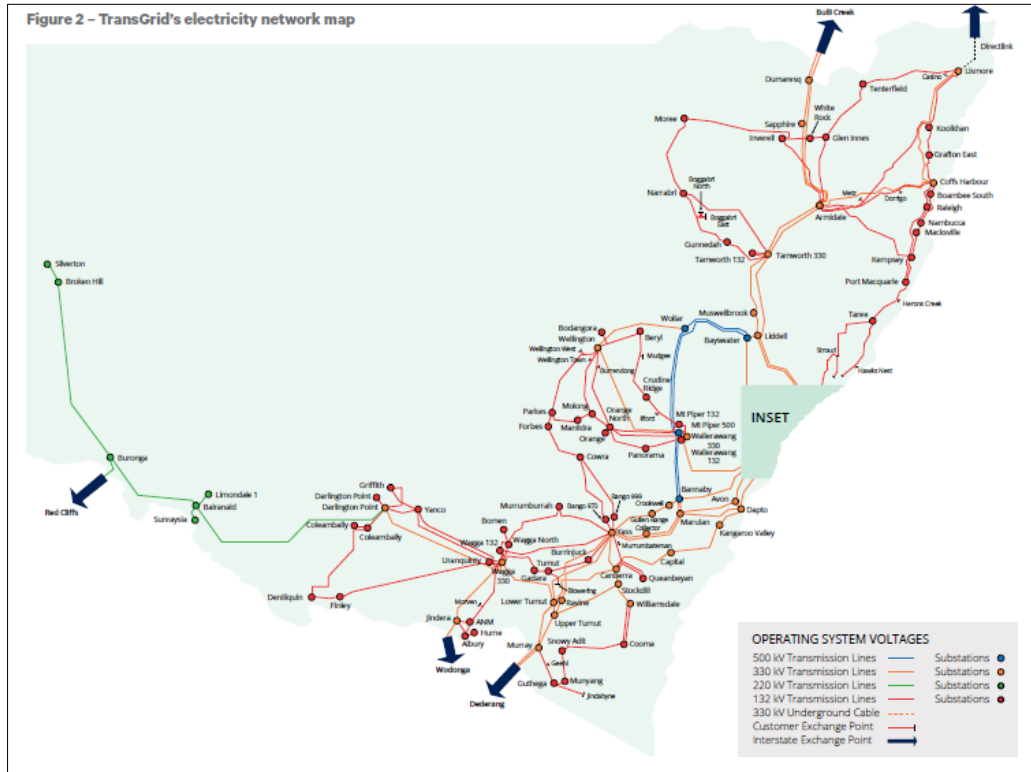 Figure 2 – TransGrid's electricity network map
Bulli Creek
Directlink
Dumaresq
Casino
Lismore
Tenterfield
White
Rock
Sapphire
Moree
Inverell
Glen Innes
Koolkhan
Grafton East
Boggabri
North
Narrabri
Metz
Dorrigo
Coffs Harbour
Boambee South
Raleigh
Armidale
Boggabri
East
Nambucca
Macksville
Gunnedah
Tamworth 132
Tamworth 330
Kempsey
Silverton
Broken Hill
Port Macquarie
Herons Creek
Muswellbrook
Taree
Wollar
Bodangora
Wellington
Beryl
Bayswater
Liddell
Wellington West
Wellington Town
Mudgee
Stroud
Burrendong
Hawks Nest
Crudine
Ridge
INSET
Parkes
Molong
Orange
North
Ilford
Mt Piper 132
Mt Piper 500
Forbes
Manildra
Orange
Wallerawang
330
Panorama
Wallerawang
132
Cowra
Buronga
Red Cliffs
Limondale 1
Balranald
Sunraysia
Griffith
Darlington Point
Darlington Point
Yanco
Coleambally
Coleambally
Murrumburrah
Bango 970
Bango 999
Bannaby
Crookwell
Avon
Dapto
Gullen Range
Collector
Marulan
Kangaroo Valley
Bomen
Wagga North
Wagga 132
Yass
Murrumbateman
Burrinjuck
Uranquinty
Wagga
330
Tumut
Gadara
Capital
Canberra
Queanbeyan
Blowering
Stockdill
Deniliquin
Finley
Morven
Lower Tumut
Ravine
Williamsdale
Jindera
ANM
Hume
Albury
Upper Tumut
Wodonga
Murray
Snowy Adit
Cooma
Geehi
Guthega
Munyang
Jindabyne
Dederang
OPERATING SYSTEM VOLTAGES
500 kV Transmission Lines Substations
330 kV Transmission Lines Substations
220 kV Transmission Lines Substations
132 kV Transmission Lines Substations
330 kV Underground Cable
Customer Exchange Point
Interstate Exchange Point